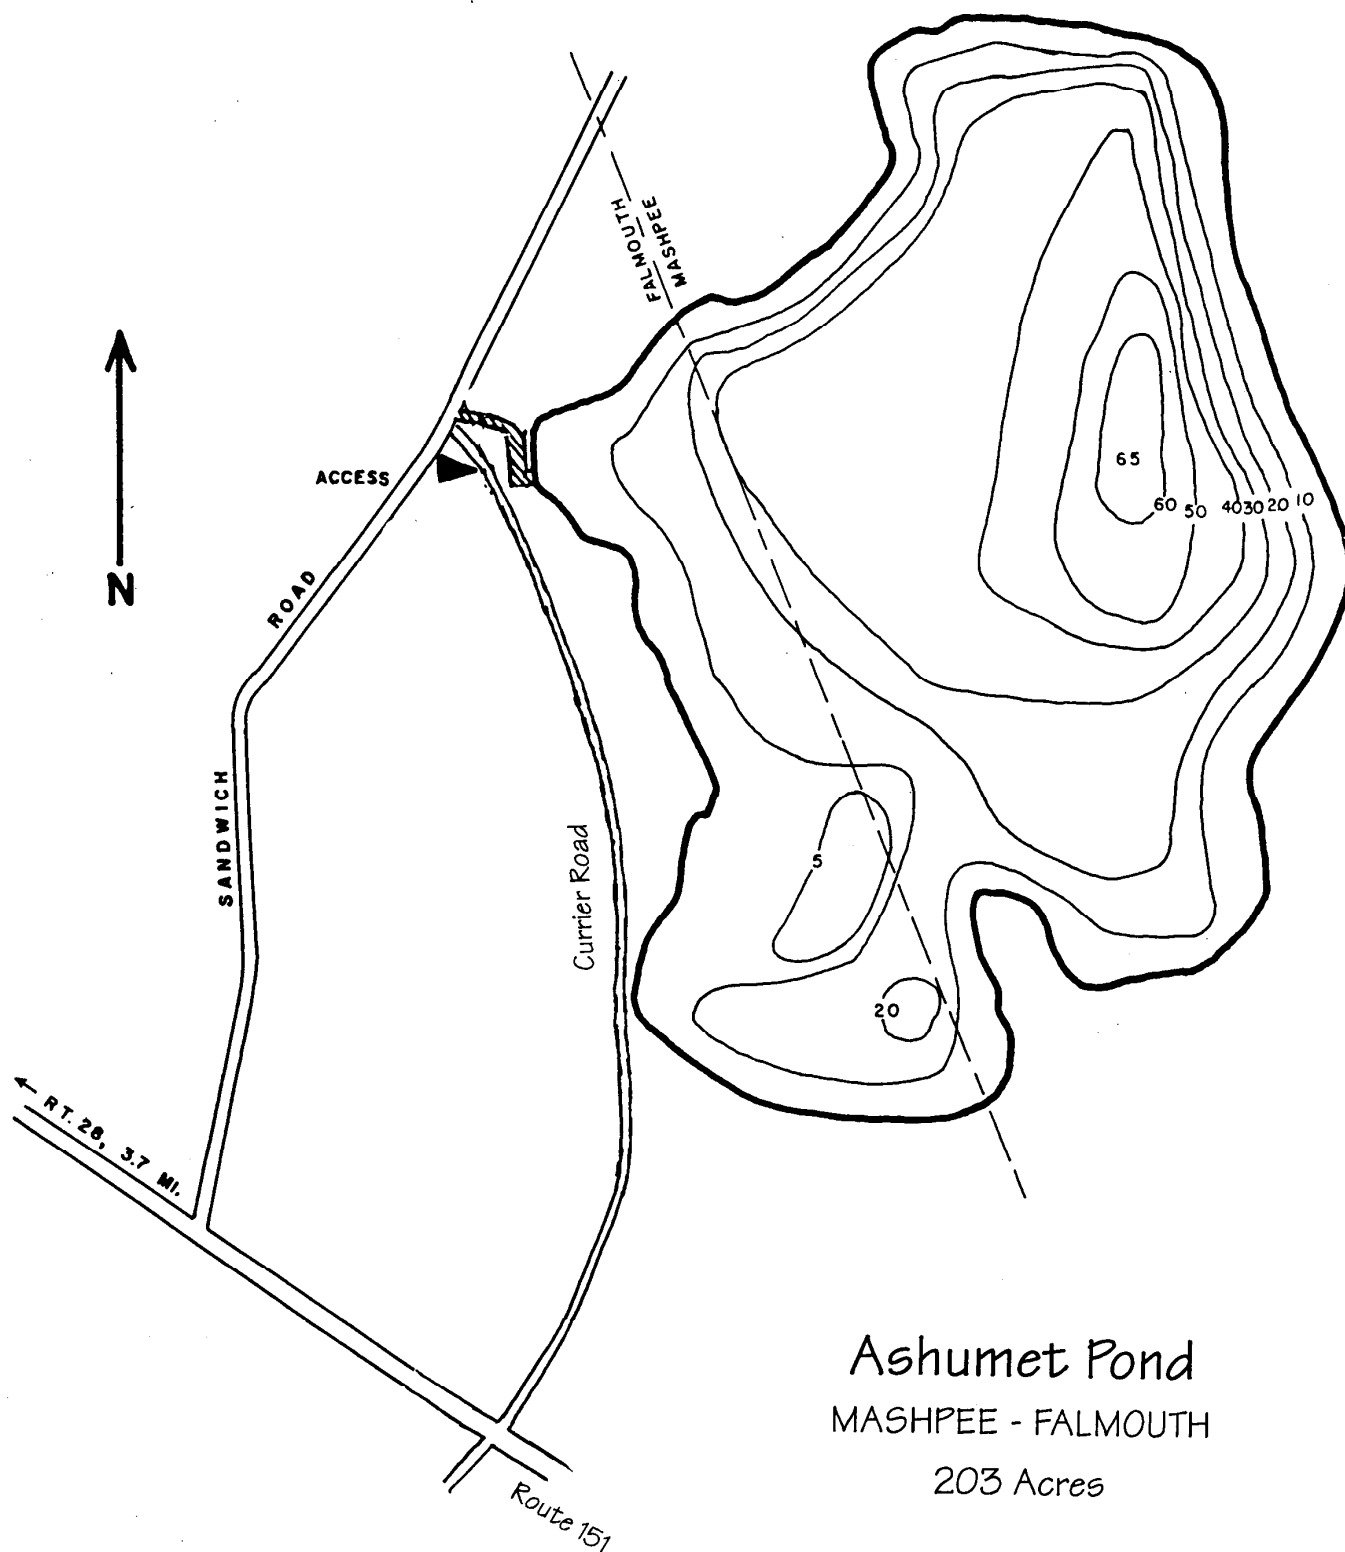 FALMOUTH
MASHPEE
ACCESS
N
SANDWICH ROAD
Currier Road
RT. 28, 3.7 MI.
Route 151
65
60 50 40 30 20 10
5
20
Ashumet Pond
MASHPEE - FALMOUTH
203 Acres